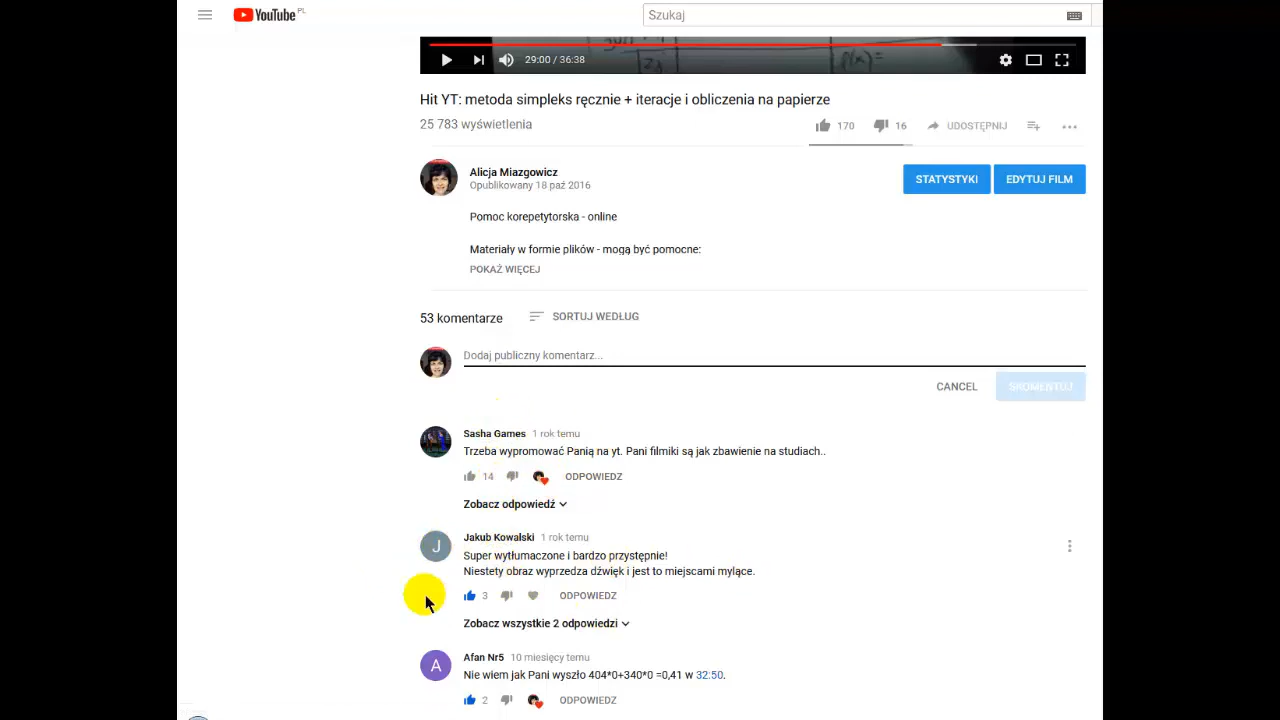 YouTube PL
Szukaj
29:00 / 36:38
Hit YT: metoda simpleks ręcznie + iteracje i obliczenia na papierze
25 783 wyświetlenia
170
16
UDOSTĘPNIJ
Alicja Miazgowicz
Opublikowany 18 paź 2016
STATYSTYKI
EDYTUJ FILM
Pomoc korepetytorska - online
Materiały w formie plików - mogą być pomocne:
POKAŻ WIĘCEJ
53 komentarze
SORTUJ WEDŁUG
Dodaj publiczny komentarz...
CANCEL
SKOMENTUJ
Sasha Games 1 rok temu
Trzeba wypromować Panią na yt. Pani filmiki są jak zbawienie na studiach..
14
ODPOWIEDZ
Zobacz odpowiedź
J
Jakub Kowalski 1 rok temu
Super wytłumaczone i bardzo przystępnie!
Niestety obraz wyprzedza dźwięk i jest to miejscami mylące.
3
ODPOWIEDZ
Zobacz wszystkie 2 odpowiedzi
A
Afan Nr5 10 miesięcy temu
Nie wiem jak Pani wyszło 404*0+340*0 =0,41 w 32:50.
2
ODPOWIEDZ